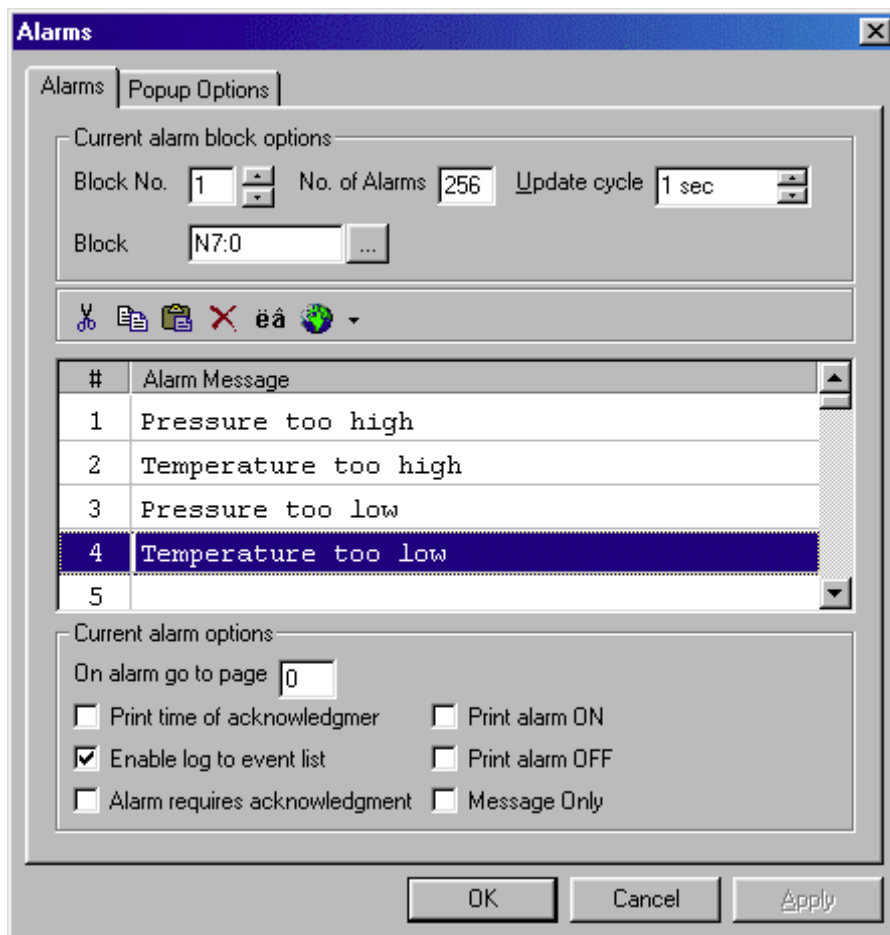 Alarms
Alarms Popup Options
Current alarm block options
Block No. 1 No. of Alarms 256 Update cycle 1 sec
Block N7:0 ...
ëâ
# Alarm Message
1 Pressure too high
2 Temperature too high
3 Pressure too low
4 Temperature too low
5
Current alarm options
On alarm go to page 0
Print time of acknowledgmer Print alarm ON
Enable log to event list Print alarm OFF
Alarm requires acknowledgment Message Only
OK Cancel Apply